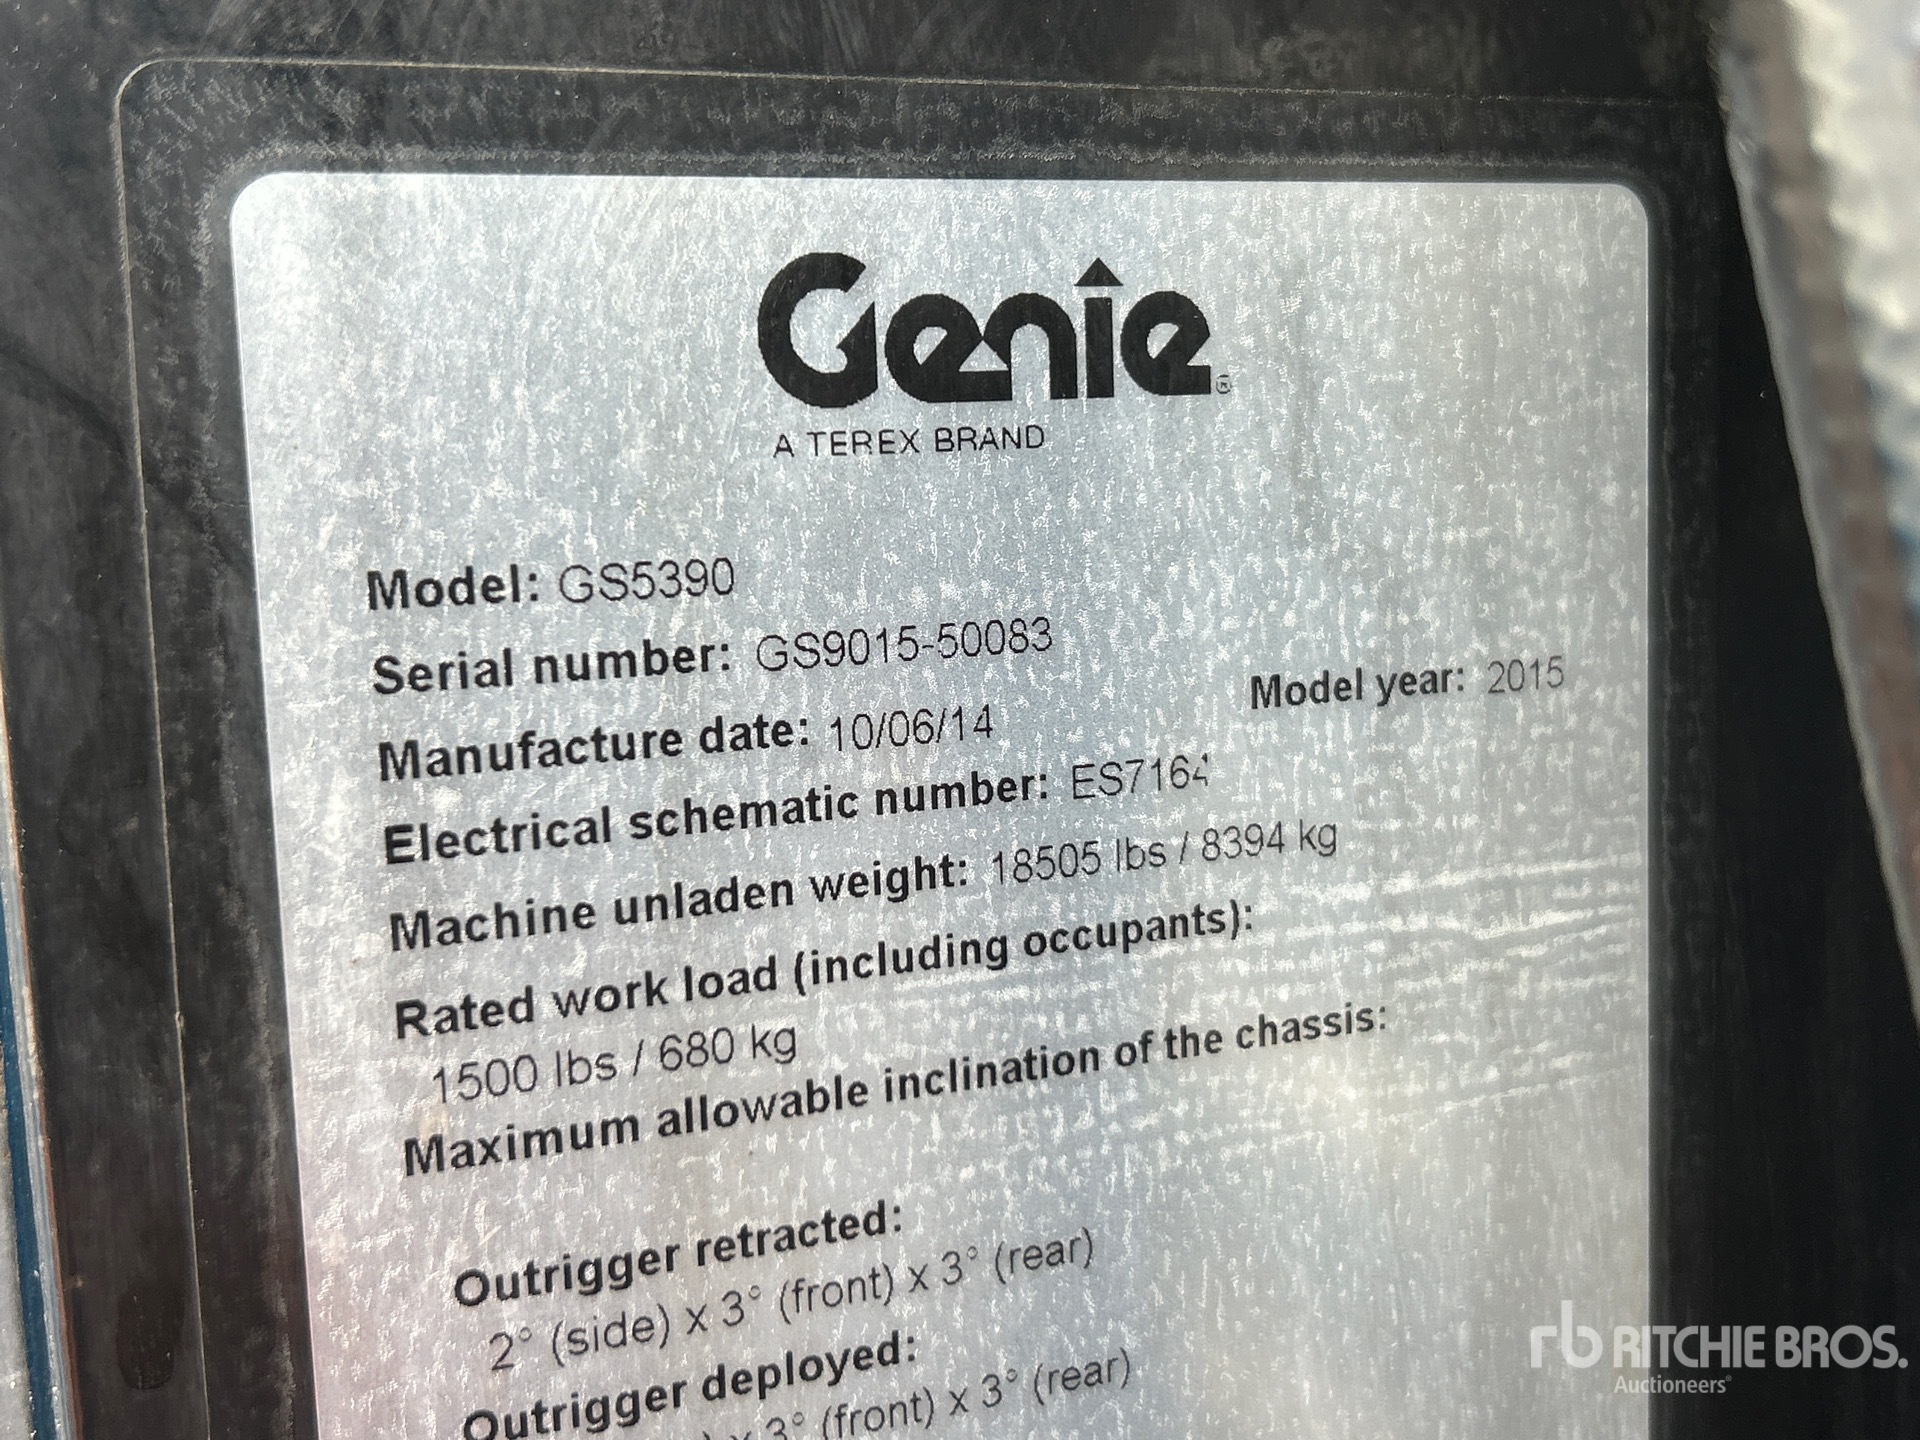 Genie®
A TEREX BRAND
Model: GS5390
Serial number: GS9015-50083
Manufacture date: 10/06/14 Model year: 2015
Electrical schematic number: ES7164
Machine unladen weight: 18505 lbs / 8394 kg
Rated work load (including occupants):
1500 lbs / 680 kg
Maximum allowable inclination of the chassis:
Outrigger retracted:
2° (side) x 3° (front) x 3° (rear)
Outrigger deployed:
x 3° (front) x 3° (rear)
rb RITCHIE BROS.
Auctioneers®